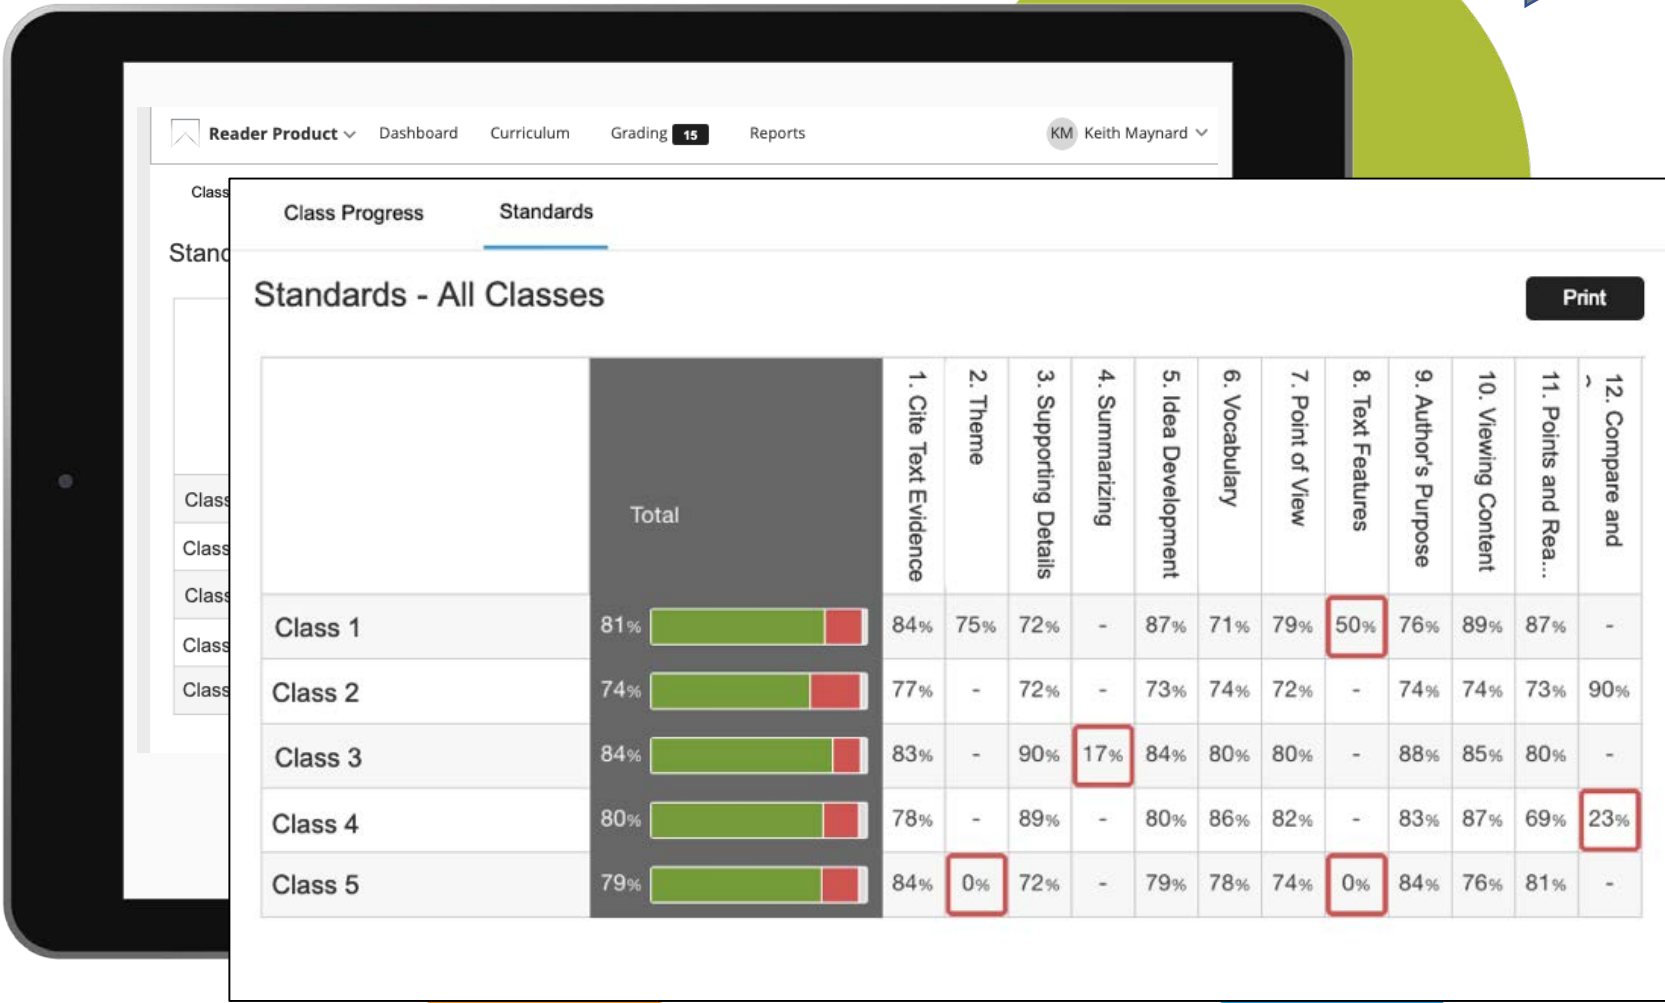 Reader Product Dashboard Curriculum Grading 15 Reports KM Keith Maynard
Class
Stand
Class
Class
Class
Class
Class
Class Progress Standards
Standards - All Classes
Print
Total 1. Cite Text Evidence 2. Theme 3. Supporting Details 4. Summarizing 5. Idea Development 6. Vocabulary 7. Point of View 8. Text Features 9. Author's Purpose 10. Viewing Content 11. Points and Rea... 12. Compare and
Class 1 81% 84% 75% 72% - 87% 71% 79% 50% 76% 89% 87% -
Class 2 74% 77% - 72% - 73% 74% 72% - 74% 74% 73% 90%
Class 3 84% 83% - 90% 17% 84% 80% 80% - 88% 85% 80% -
Class 4 80% 78% - 89% - 80% 86% 82% - 83% 87% 69% 23%
Class 5 79% 84% 0% 72% - 79% 78% 74% 0% 84% 76% 81% -